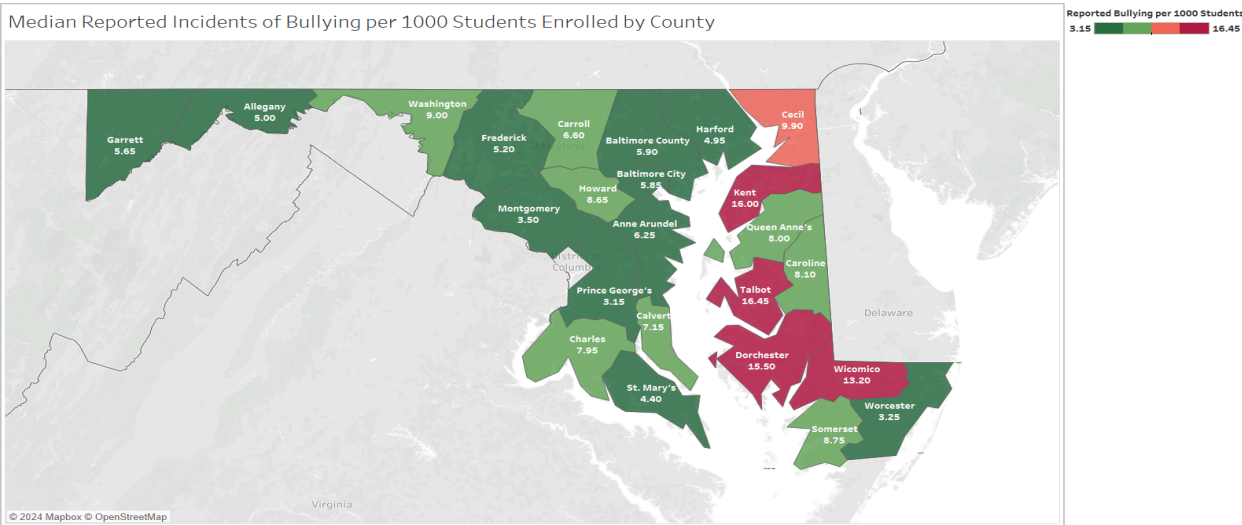 Median Reported Incidents of Bullying per 1000 Students Enrolled by County
Reported Bullying per 1000 Students
3.15
16.45
Garrett
5.65
Allegany
5.00
Washington
9.00
Frederick
5.20
Carroll
6.60
Baltimore County
5.90
Harford
4.95
Cecil
9.90
Maryland
Baltimore City
5.85
Howard
8.65
Kent
16.00
Montgomery
3.50
Anne Arundel
6.25
Queen Anne's
8.00
District of
Columbia
Caroline
8.10
Prince George's
3.15
Talbot
16.45
Calvert
7.15
Delaware
Charles
7.95
Dorchester
15.50
Wicomico
13.20
St. Mary's
4.40
Worcester
3.25
Somerset
8.75
Virginia
© 2024 Mapbox © OpenStreetMap